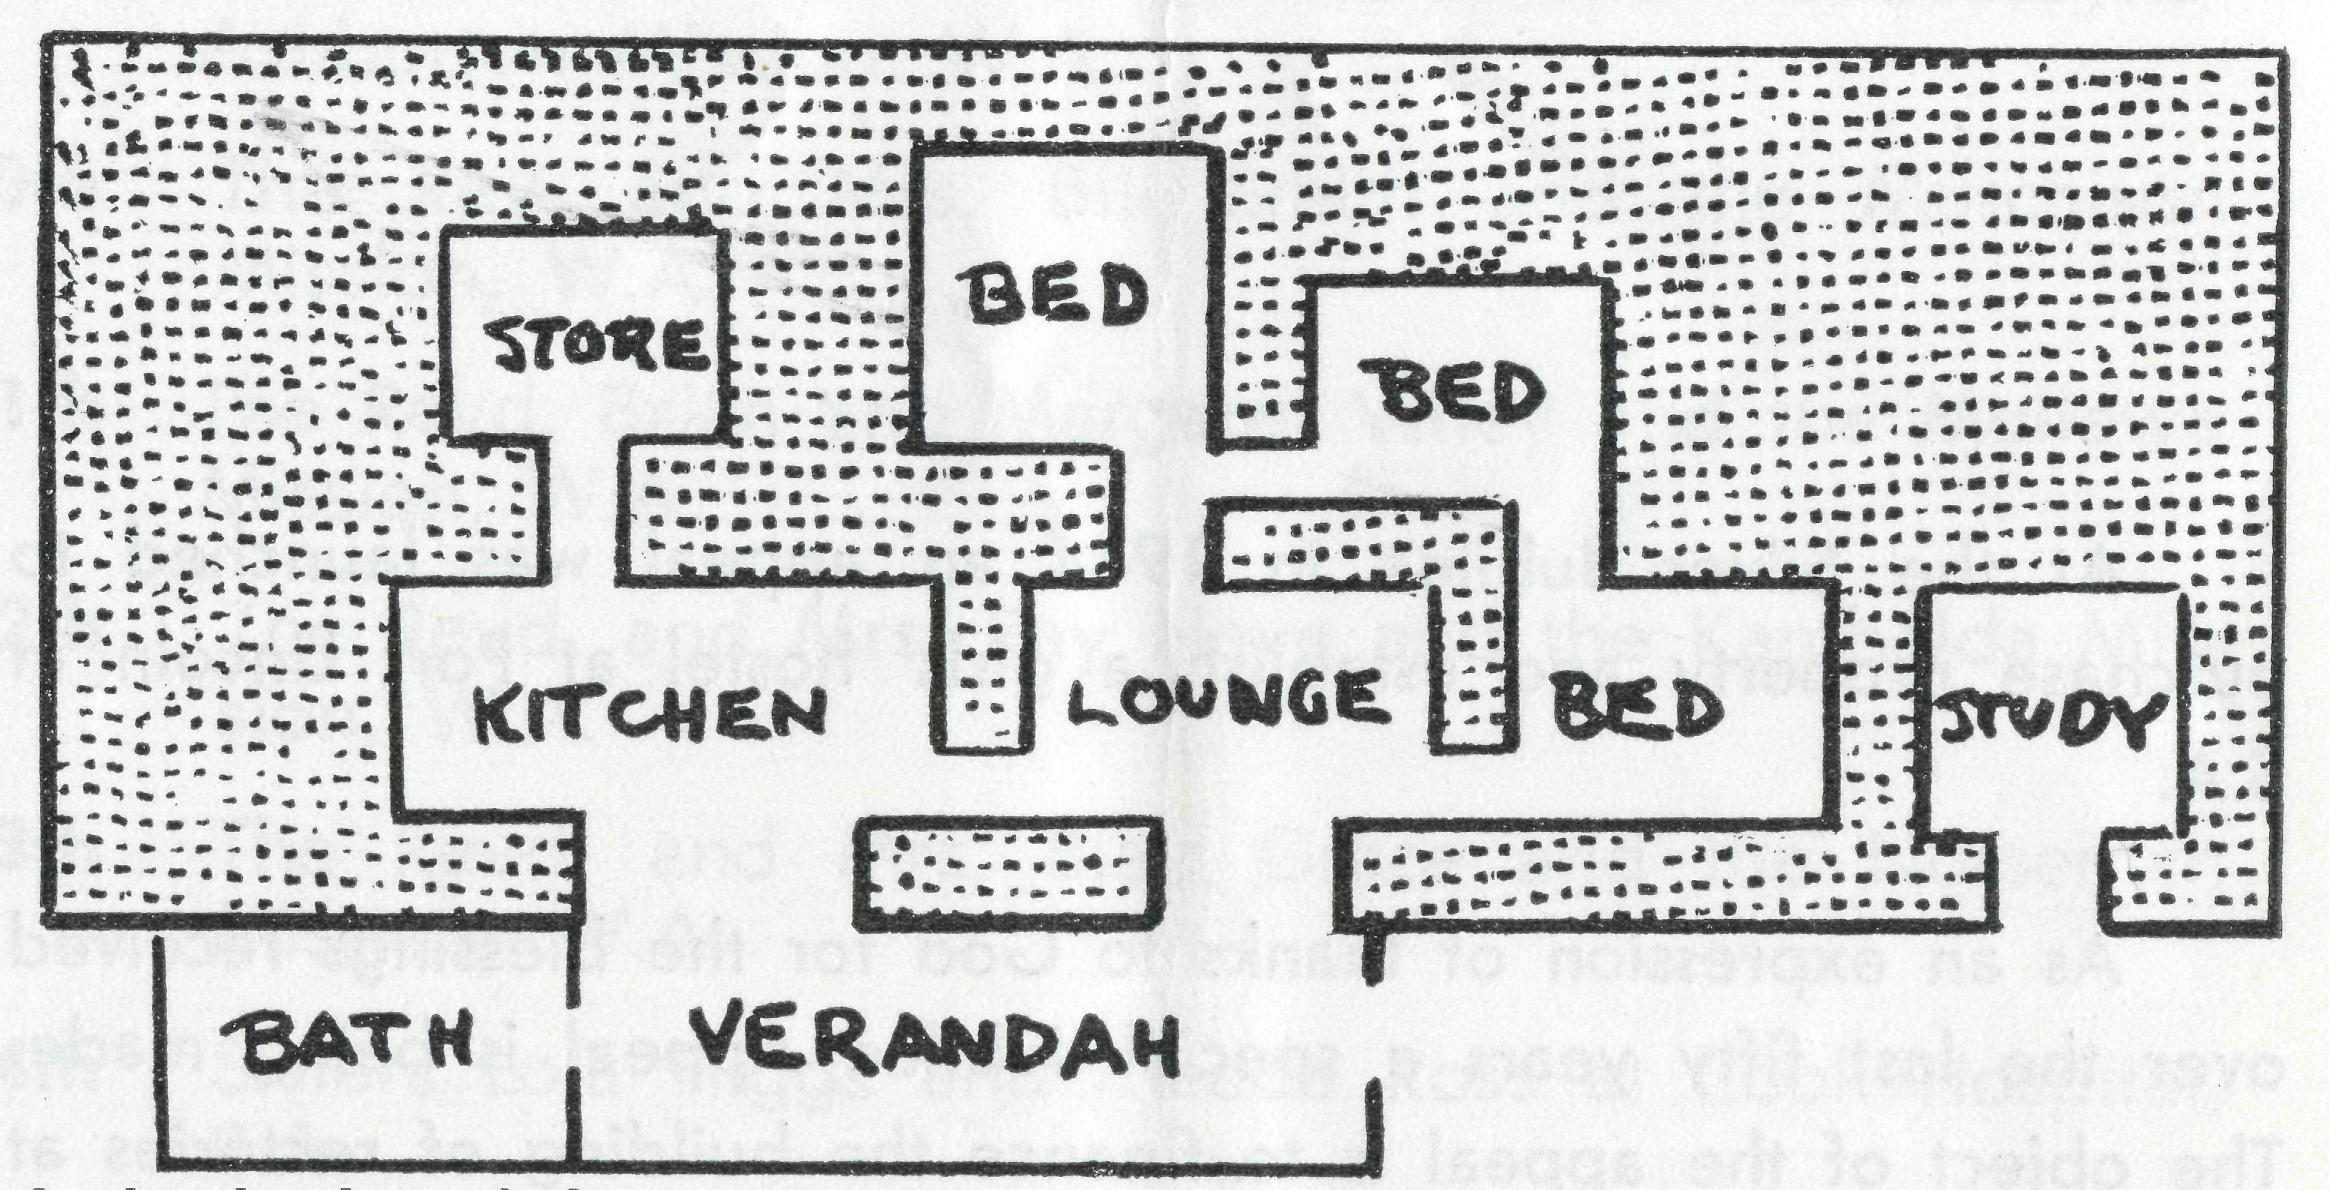 STORE
BED
BED
KITCHEN
LOUNGE
BED
STUDY
BATH
VERANDAH